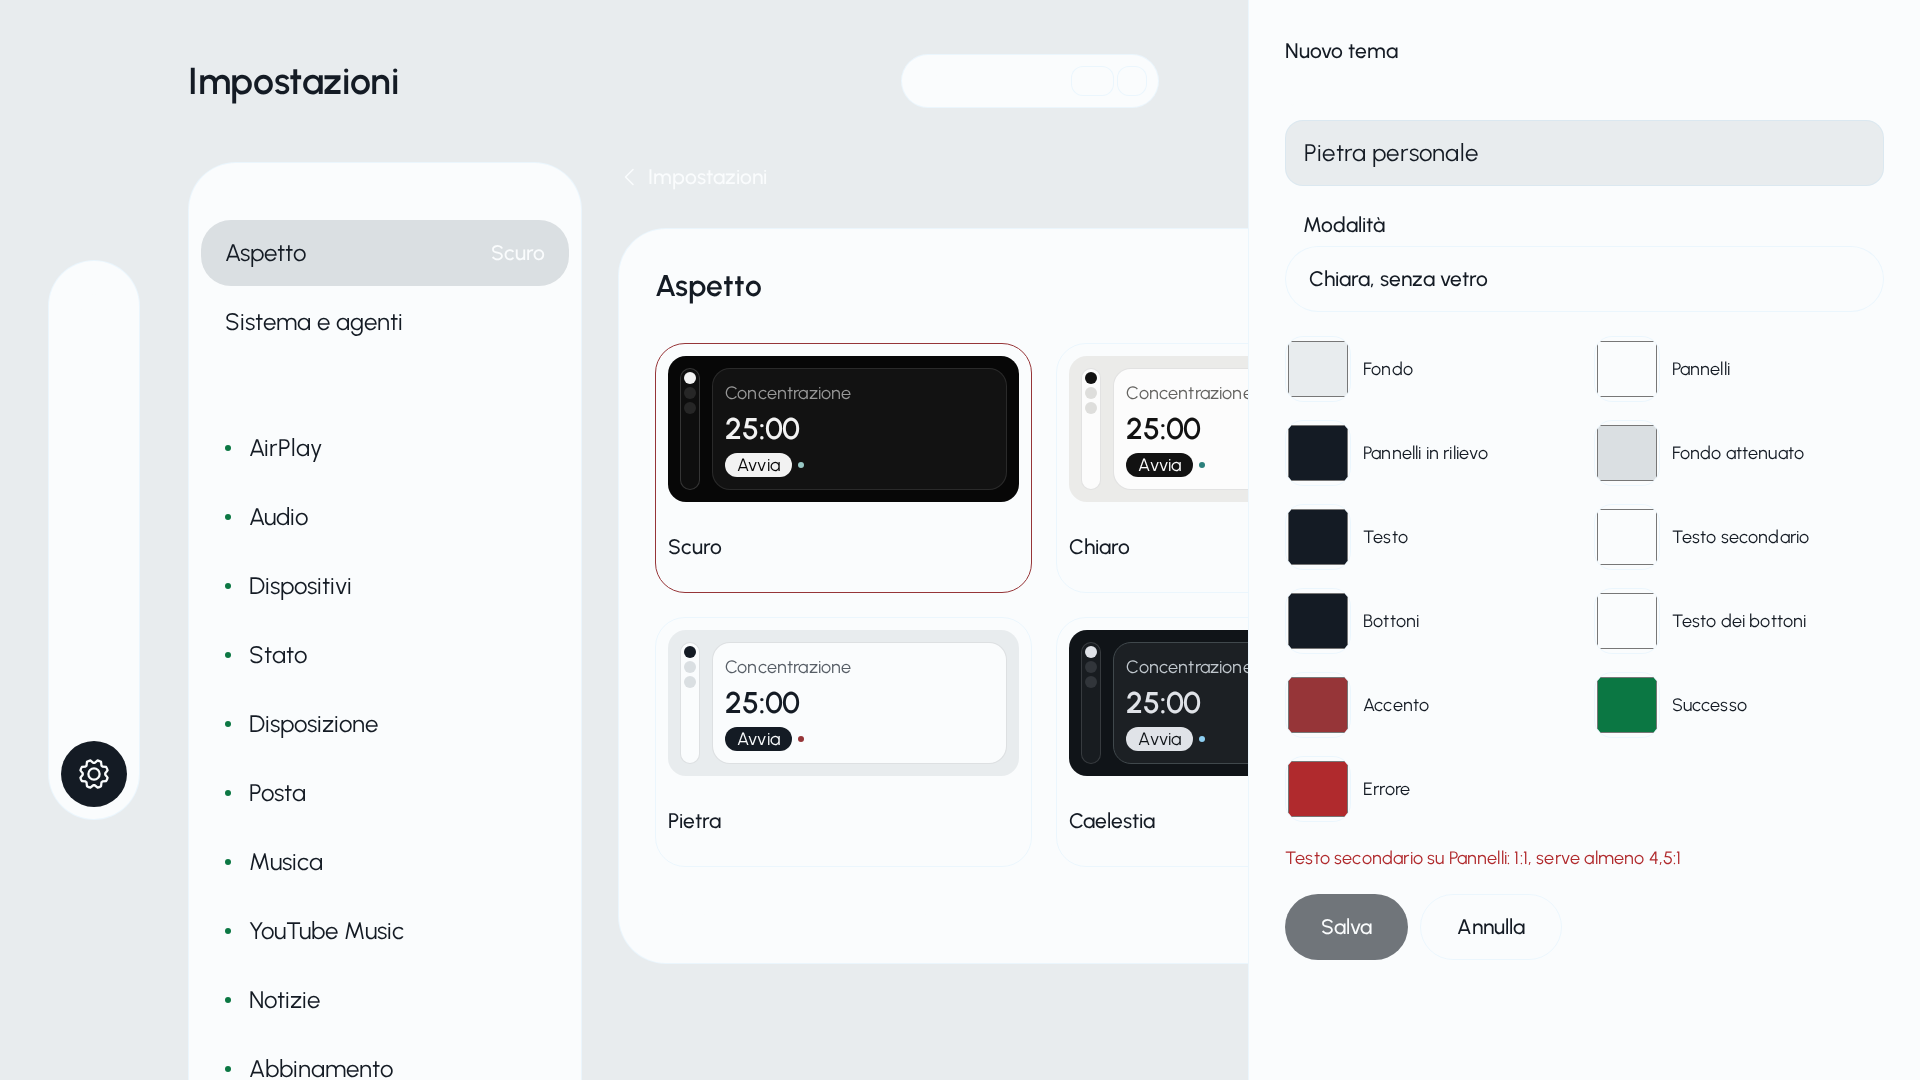 Impostazioni
Aspetto
Scuro
Sistema e agenti
AirPlay
Audio
Dispositivi
Stato
Disposizione
Posta
Musica
YouTube Music
Notizie
Abbinamento
Impostazioni
Aspetto
Concentrazione
25:00
Avvia
Scuro
Concentrazione
25:00
Avvia
Chiaro
Concentrazione
25:00
Avvia
Pietra
Concentrazione
25:00
Avvia
Caelestia
Nuovo tema
Pietra personale
Modalità
Chiara, senza vetro
Fondo
Pannelli
Pannelli in rilievo
Fondo attenuato
Testo
Testo secondario
Bottoni
Testo dei bottoni
Accento
Successo
Errore
Testo secondario su Pannelli: 1:1, serve almeno 4,5:1
Salva
Annulla